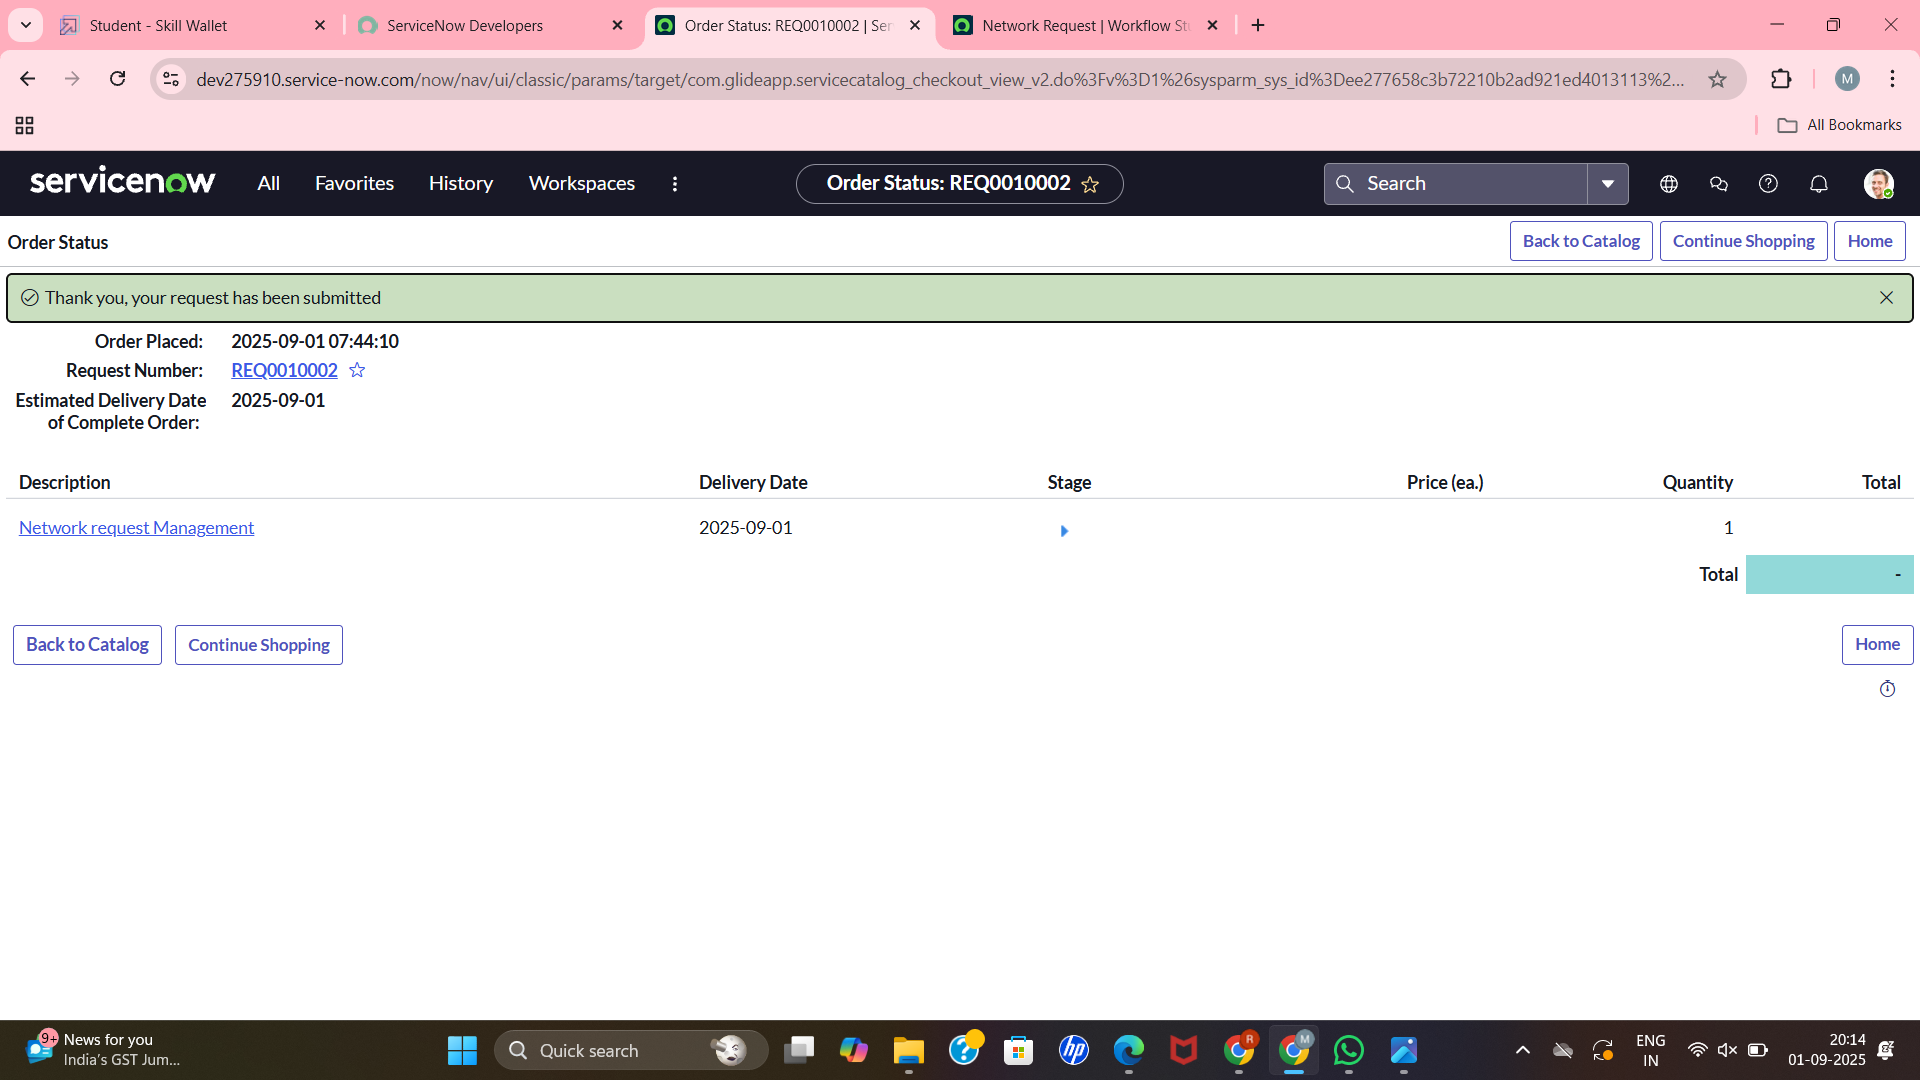 Student - Skill Wallet
ServiceNow Developers
Order Status: REQ0010002 | Ser
Network Request | Workflow St
dev275910.service-now.com/now/nav/ui/classic/params/target/com.glideapp.servicecatalog_checkout_view_v2.do%3Fv%3D1%26sysparm_sys_id%3Dee277658c3b72210b2ad921ed4013113%2...
M
All Bookmarks
servicenow
All
Favorites
History
Workspaces
Order Status: REQ0010002
Search
Order Status
Back to Catalog
Continue Shopping
Home
Thank you, your request has been submitted
Order Placed: 2025-09-01 07:44:10
Request Number: REQ0010002
Estimated Delivery Date 2025-09-01
of Complete Order:
Description Delivery Date Stage Price (ea.) Quantity Total
Network request Management 2025-09-01 1
Total -
Back to Catalog
Continue Shopping
Home
9+
News for you
India's GST Jum...
Quick search
hp
R
M
ENG
IN
20:14
01-09-2025